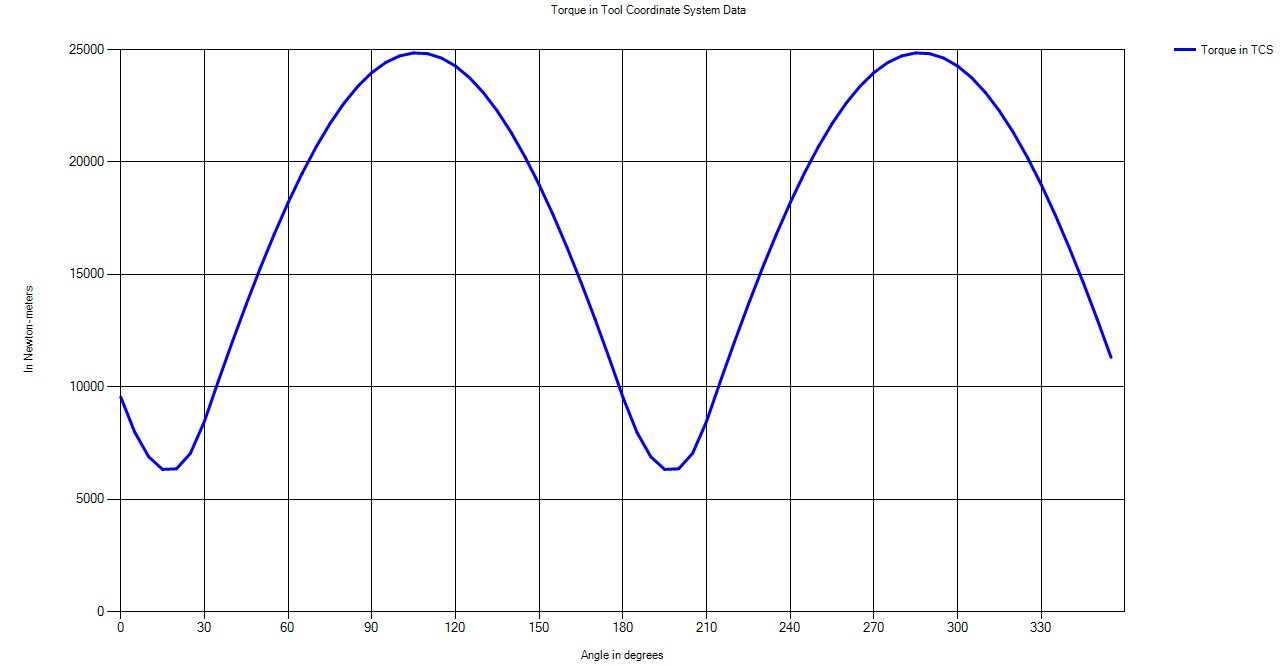 Torque in Tool Coordinate System Data
25000
20000
15000
10000
5000
0
In Newton-meters
0 30 60 90 120 150 180 210 240 270 300 330
Angle in degrees
Torque in TCS